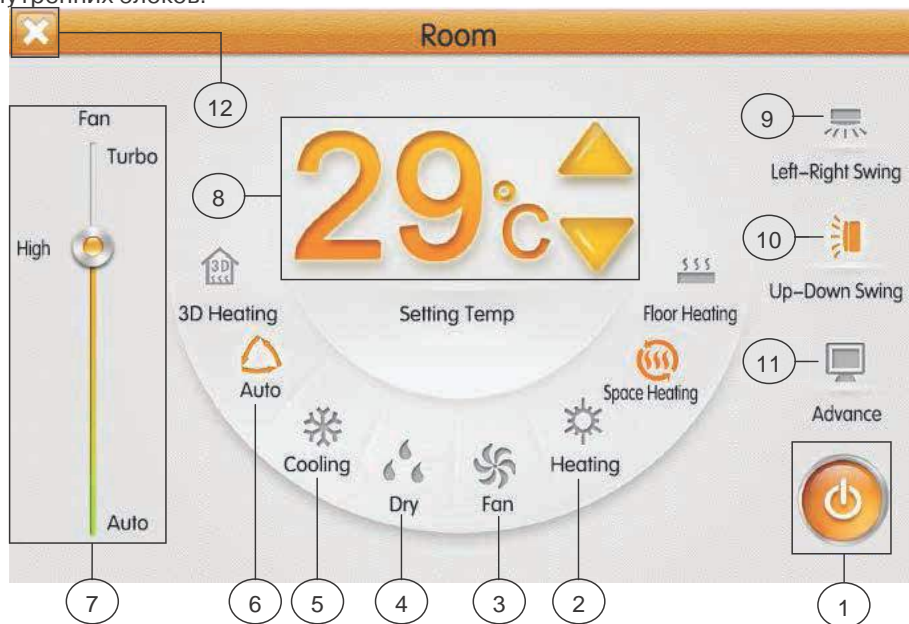 блоков.
Room
12
Fan
Turbo
High
Auto
7
8
29°C
Setting Temp
3D
3D Heating
Auto
Cooling
Dry
Fan
Heating
Space Heating
Floor Heating
9
Left-Right Swing
10
Up-Down Swing
11
Advance
6
5
4
3
2
1